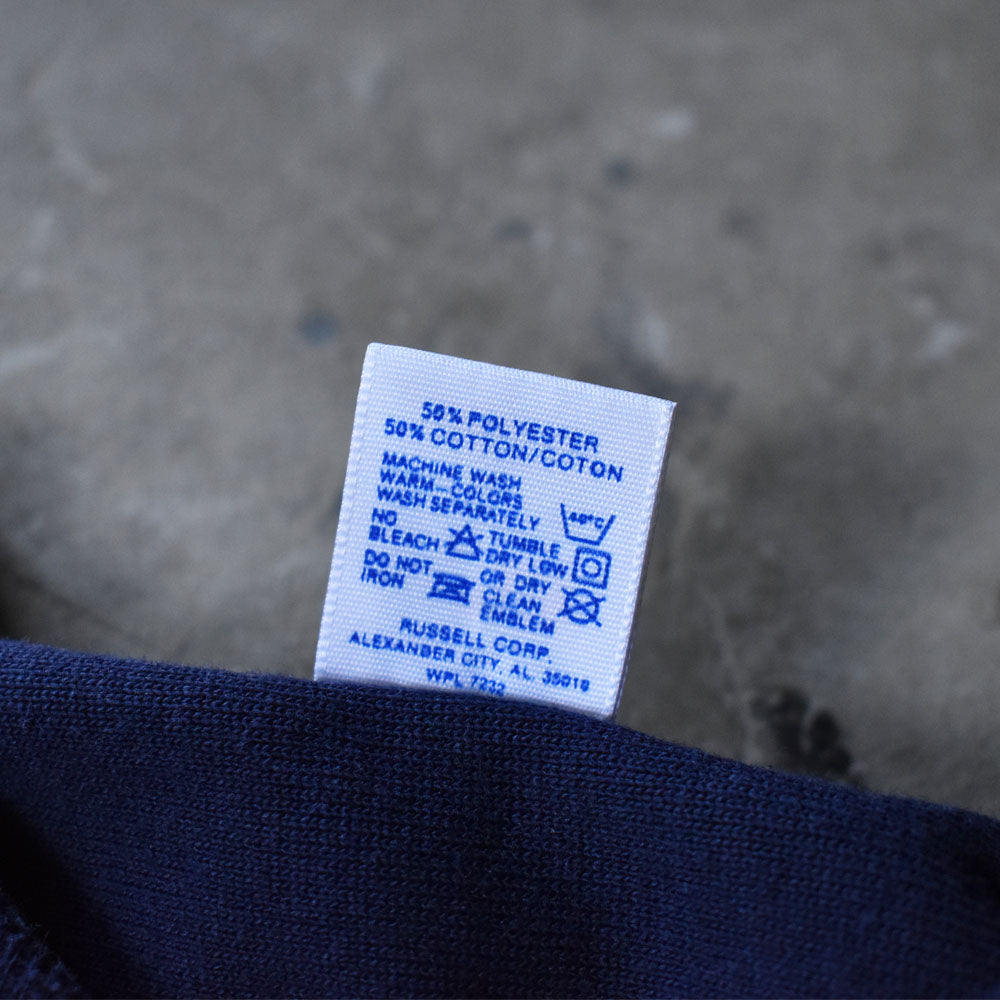 50% POLYESTER
50% COTTON/COTON
MACHINE WASH
WARM-COLORS
WASH SEPARATELY
40°C
NO
BLEACH
TUMBLE
DRY LOW
DO NOT
IRON
OR DRY
CLEAN
EMBLEM
RUSSELL CORP.
ALEXANDER CITY, AL. 35010
WPL 7232